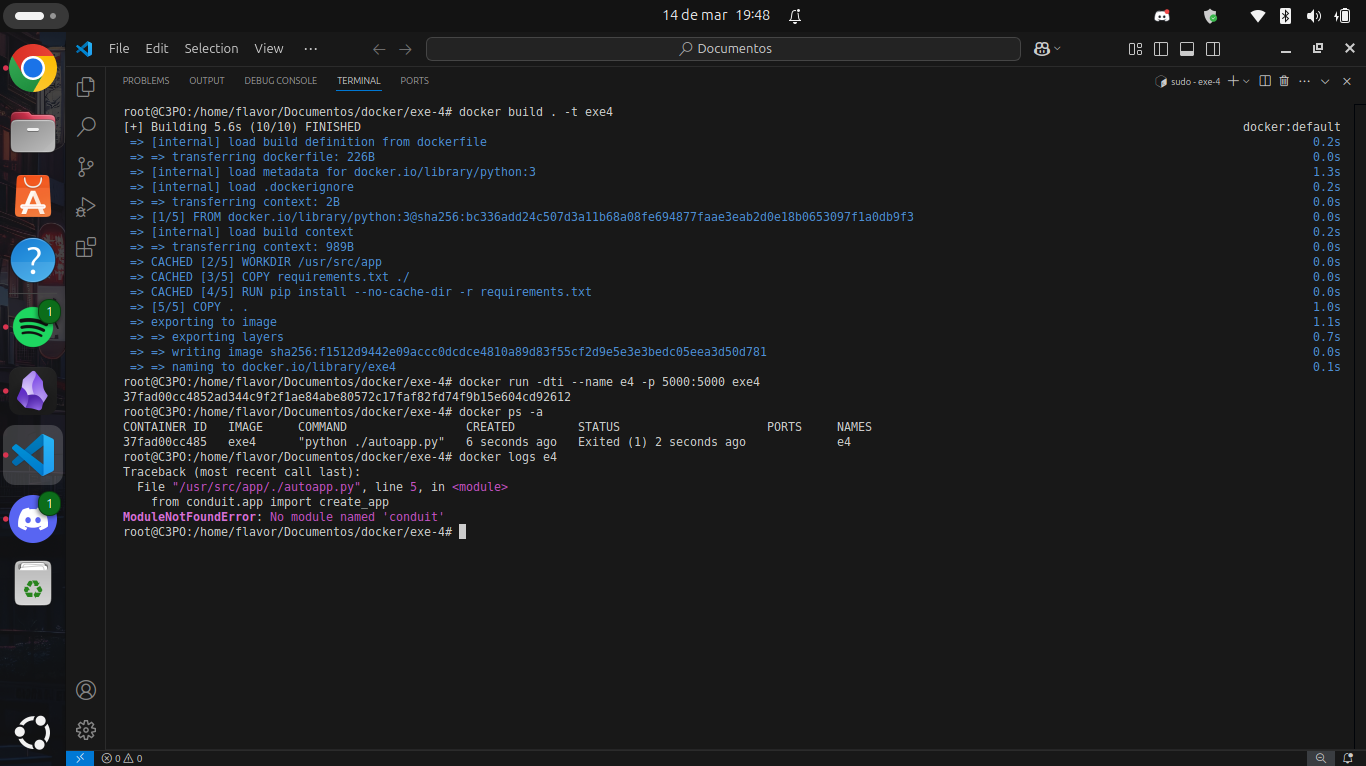 14 de mar 19:48
File Edit Selection View ···
Documentos
PROBLEMS OUTPUT DEBUG CONSOLE TERMINAL PORTS
sudo - exe-4
root@C3PO:/home/flavor/Documentos/docker/exe-4# docker build . -t exe4
[+] Building 5.6s (10/10) FINISHED docker:default
=> [internal] load build definition from dockerfile 0.2s
=> => transferring dockerfile: 226B 0.0s
=> [internal] load metadata for docker.io/library/python:3 1.3s
=> [internal] load .dockerignore 0.2s
=> => transferring context: 2B 0.0s
=> [1/5] FROM docker.io/library/python:3@sha256:bc336add24c507d3a11b68a08fe694877faae3eab2d0e18b0653097f1a0db9f3 0.0s
=> [internal] load build context 0.2s
=> => transferring context: 989B 0.0s
=> CACHED [2/5] WORKDIR /usr/src/app 0.0s
=> CACHED [3/5] COPY requirements.txt ./ 0.0s
=> CACHED [4/5] RUN pip install --no-cache-dir -r requirements.txt 0.0s
=> [5/5] COPY . . 1.0s
=> exporting to image 1.1s
=> => exporting layers 0.7s
=> => writing image sha256:f1512d9442e09accc0dcdce4810a89d83f55cf2d9e5e3e3bedc05eea3d50d781 0.0s
=> => naming to docker.io/library/exe4 0.1s
root@C3PO:/home/flavor/Documentos/docker/exe-4# docker run -dti --name e4 -p 5000:5000 exe4
37fad00cc4852ad344c9f2f1ae84abe80572c17faf82fd74f9b15e604cd92612
root@C3PO:/home/flavor/Documentos/docker/exe-4# docker ps -a
CONTAINER ID IMAGE COMMAND CREATED STATUS PORTS NAMES
37fad00cc485 exe4 "python ./autoapp.py" 6 seconds ago Exited (1) 2 seconds ago e4
root@C3PO:/home/flavor/Documentos/docker/exe-4# docker logs e4
Traceback (most recent call last):
File "/usr/src/app/./autoapp.py", line 5, in <module>
from conduit.app import create_app
ModuleNotFoundError: No module named 'conduit'
root@C3PO:/home/flavor/Documentos/docker/exe-4#
1
1
0 0